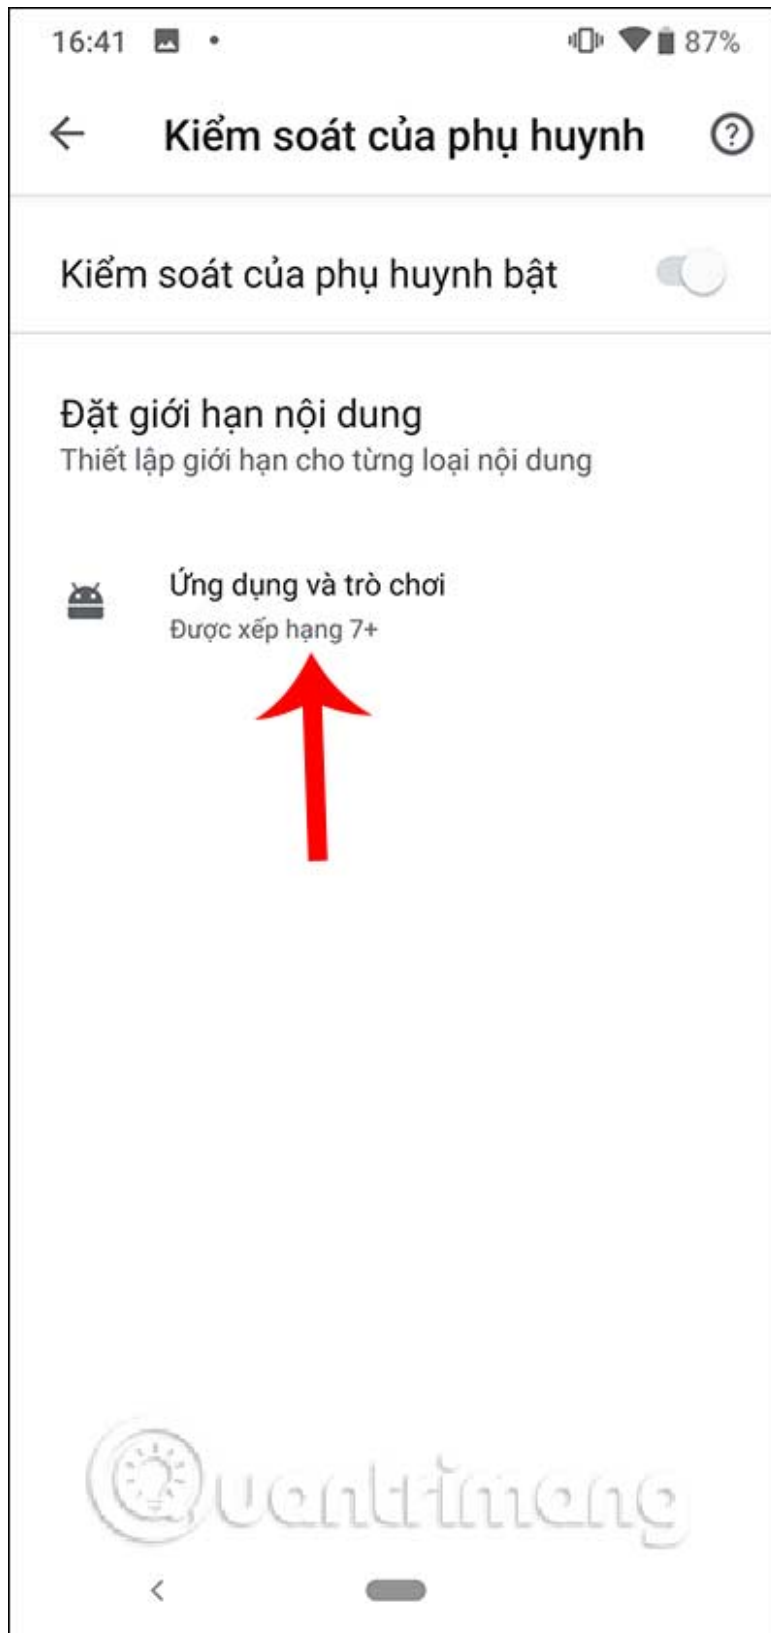 16:41
87%
Kiểm soát của phụ huynh
Kiểm soát của phụ huynh bật
Đặt giới hạn nội dung
Thiết lập giới hạn cho từng loại nội dung
Ứng dụng và trò chơi
Được xếp hạng 7+
Quantrimang